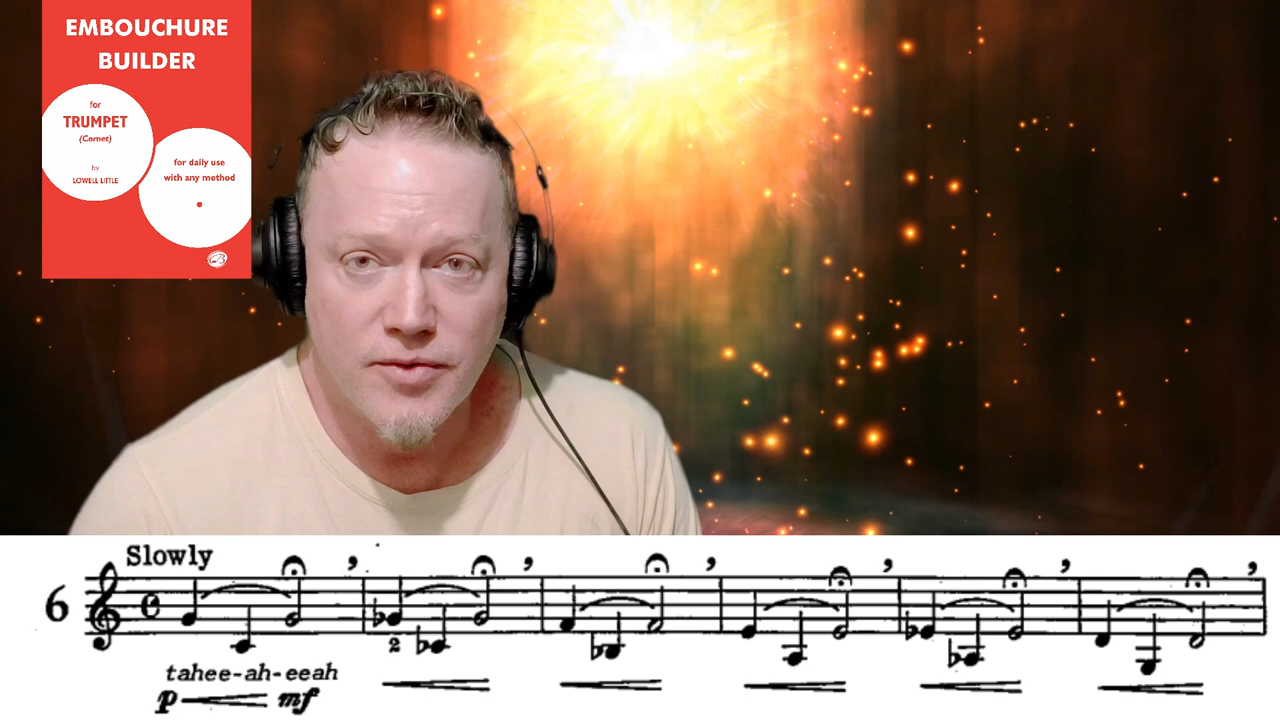 EMBOUCHURE
BUILDER
for
TRUMPET
(Cornet)
by
LOWELL LITTLE
for daily use
with any method
Slowly
6
2
tahee-ah-eeah
p mf